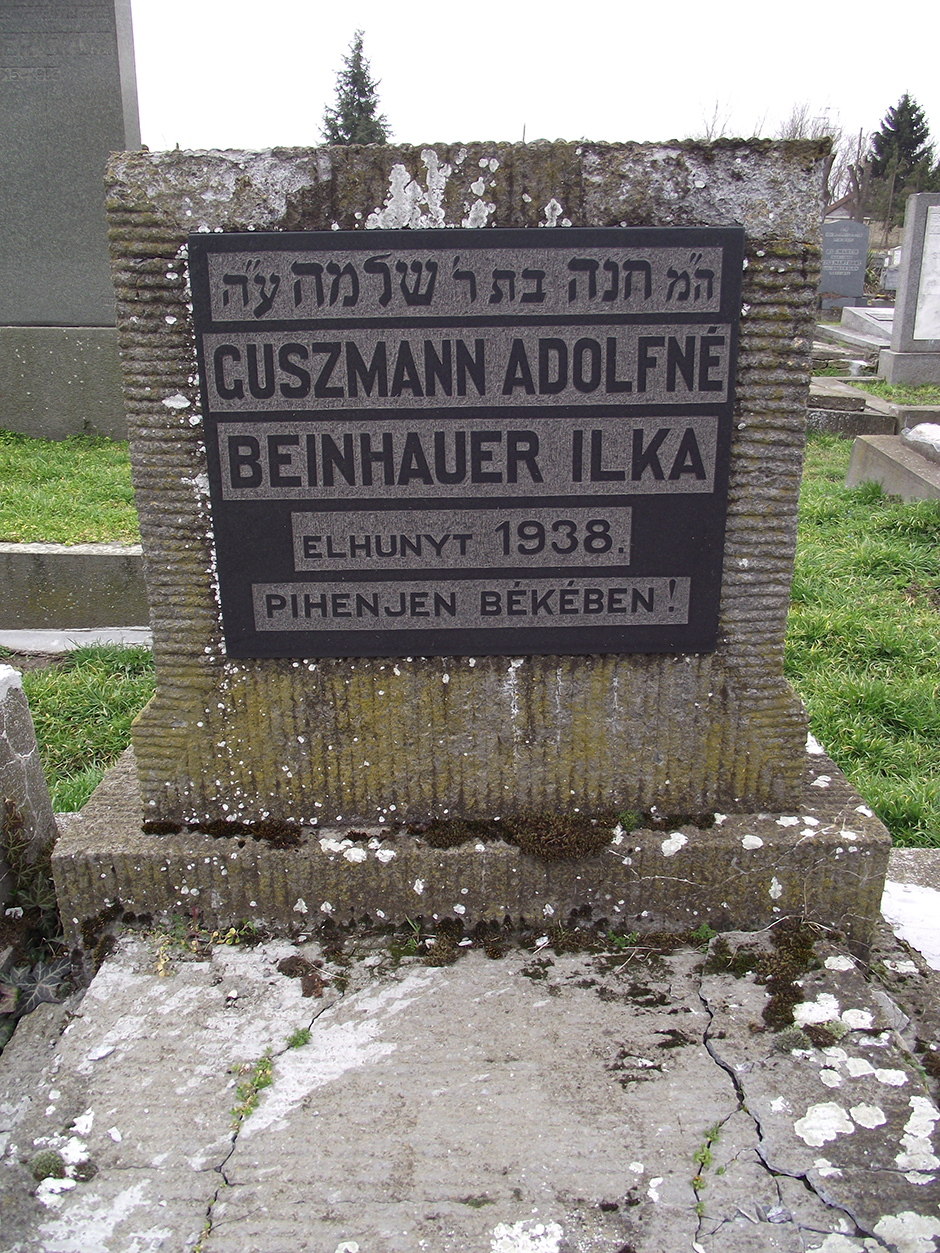 ה"מ חנה בת ר' שלמה ע"ה
GUSZMANN ADOLFNÉ
BEINHAUER ILKA
ELHUNYT 1938.
PIHENJEN BÉKÉBEN!